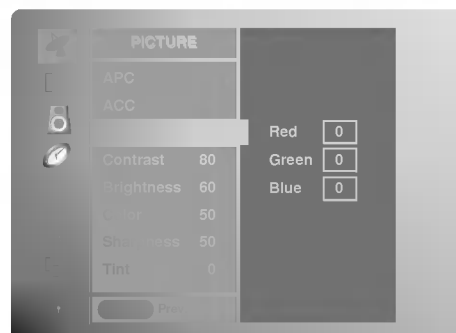 PICTURE
APC
ACC
Contrast 80
Brightness 60
Color 50
Sharpness 50
Tint 0
Red 0
Green 0
Blue 0